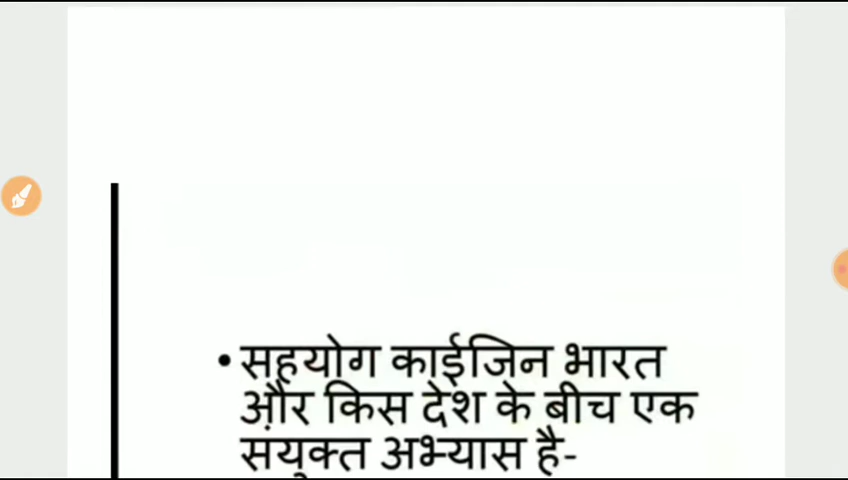 • सहयोग काईजिन भारत
और किस देश के बीच एक
सयुक्त अभ्यास है-